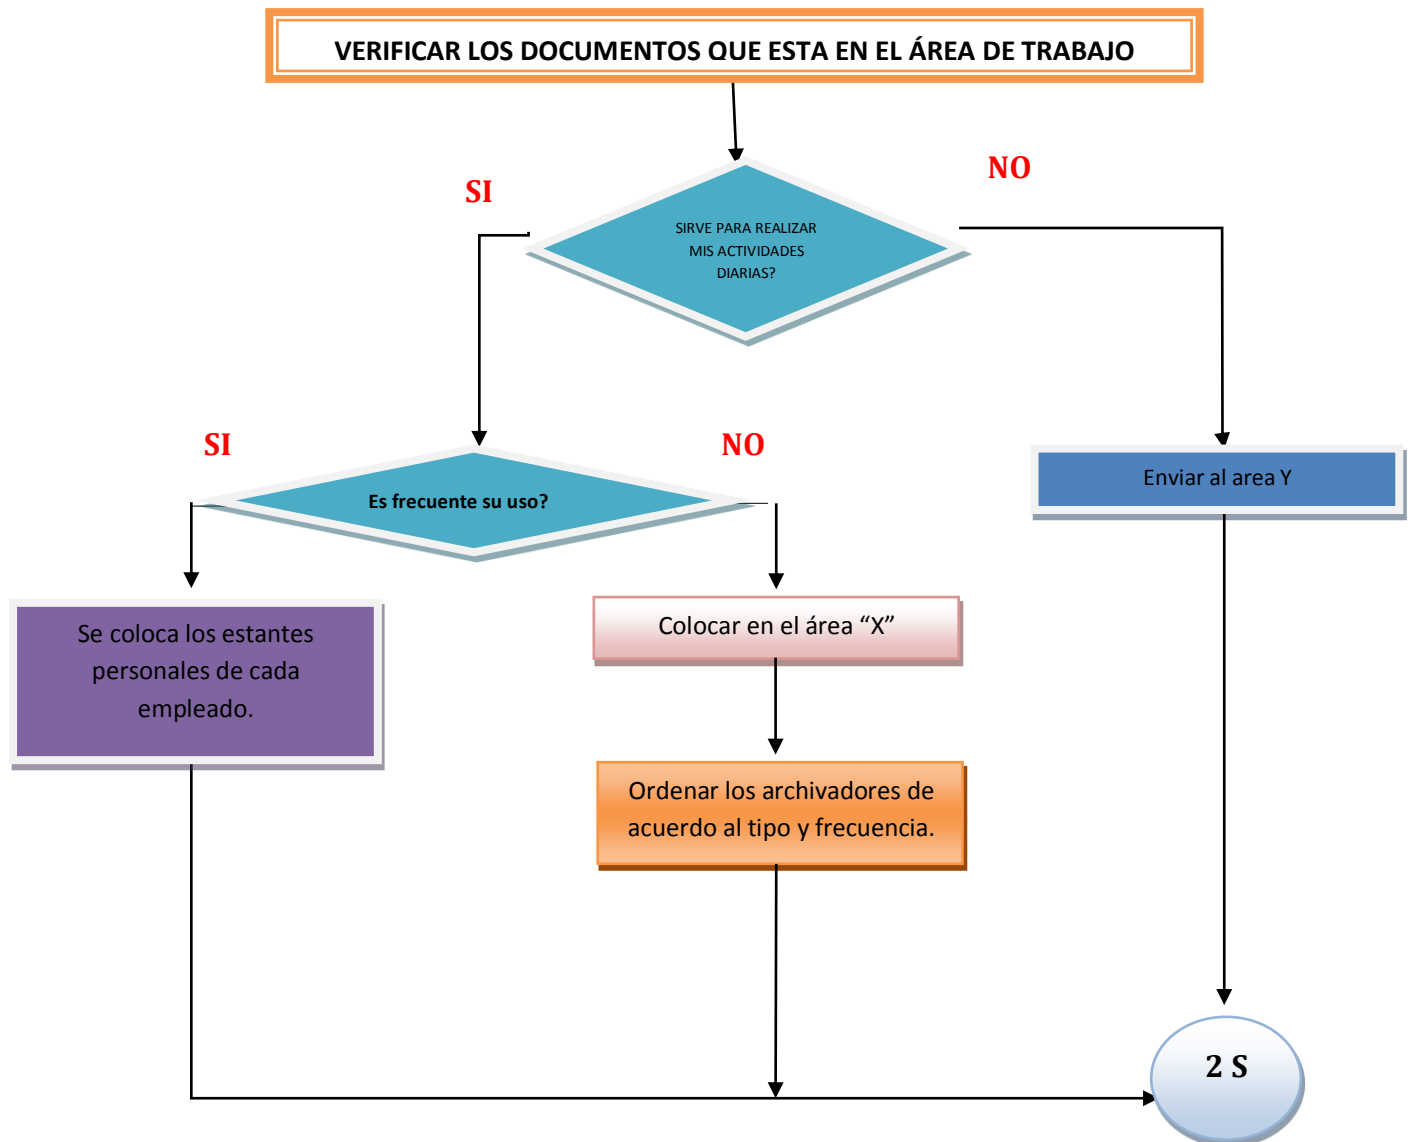 VERIFICAR LOS DOCUMENTOS QUE ESTA EN EL ÁREA DE TRABAJO
SI
NO
SIRVE PARA REALIZAR
MIS ACTIVIDADES
DIARIAS?
SI
NO
Es frecuente su uso?
Enviar al area Y
Se coloca los estantes
personales de cada
empleado.
Colocar en el área “X”
Ordenar los archivadores de
acuerdo al tipo y frecuencia.
2 S